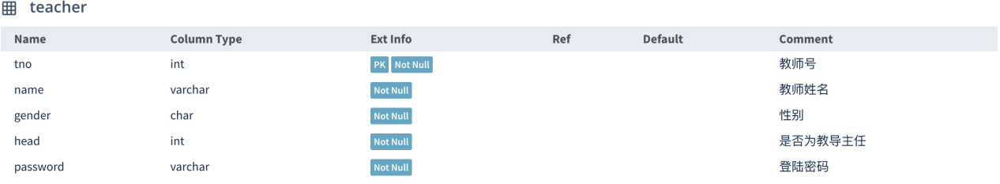 teacher
Name Column Type Ext Info Ref Default Comment
tno int PK Not Null 教师号
name varchar Not Null 教师姓名
gender char Not Null 性别
head int Not Null 是否为教导主任
password varchar Not Null 登陆密码